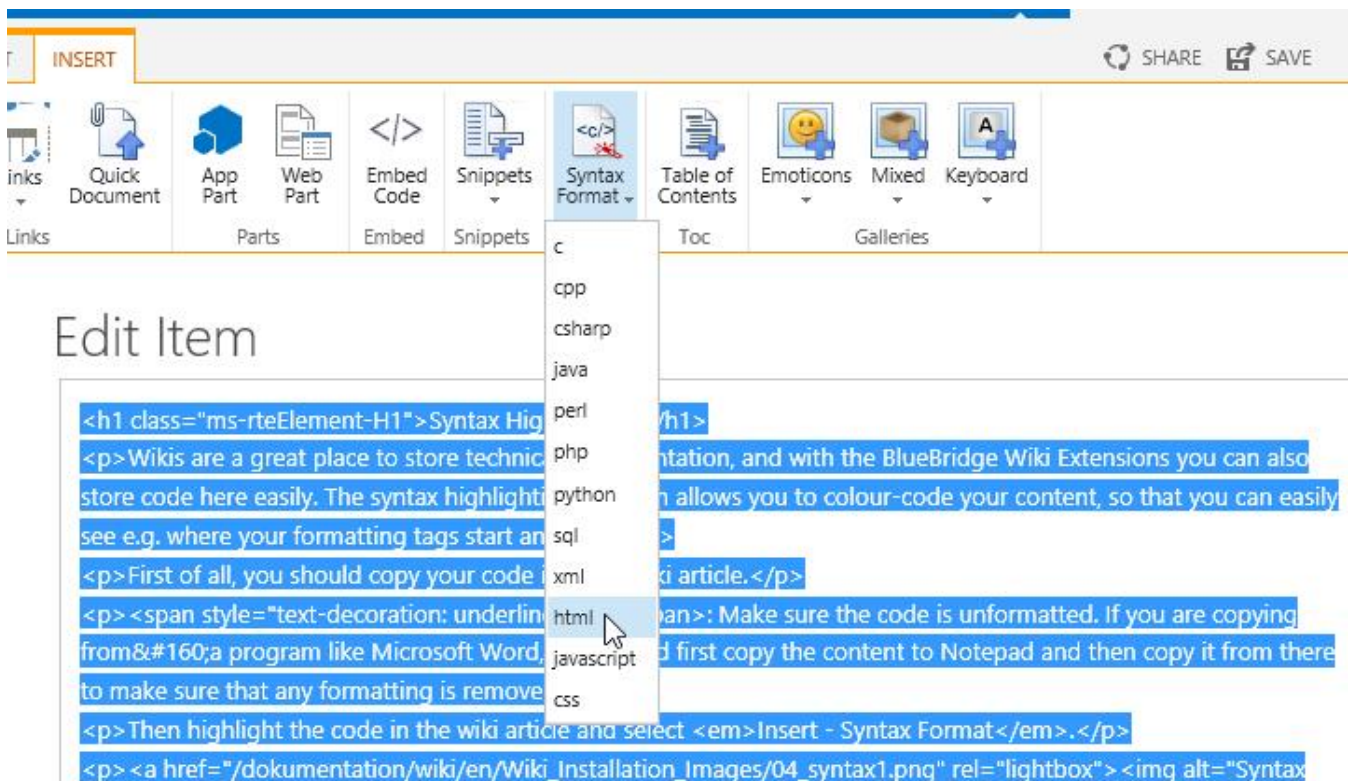 INSERT
SHARE SAVE
inks
Quick Document
App Part
Web Part
Embed Code
Snippets
Syntax Format
Table of Contents
Emoticons
Mixed
Keyboard
Links
Parts
Embed
Snippets
Toc
Galleries
c
cpp
csharp
java
perl
php
python
sql
xml
html
javascript
css
Edit Item
<h1 class="ms-rteElement-H1">Syntax Hig /h1>
<p>Wikis are a great place to store technic ntation, and with the BlueBridge Wiki Extensions you can also
store code here easily. The syntax highlighti n allows you to colour-code your content, so that you can easily
see e.g. where your formatting tags start an >
<p>First of all, you should copy your code i ki article.</p>
<p><span style="text-decoration: underlin an>: Make sure the code is unformatted. If you are copying
from&#160;a program like Microsoft Word, d first copy the content to Notepad and then copy it from there
to make sure that any formatting is remove
<p>Then highlight the code in the wiki article and select <em>Insert - Syntax Format</em>.</p>
<p><a href="/dokumentation/wiki/en/Wiki_Installation_Images/04_syntax1.png" rel="lightbox"><img alt="Syntax